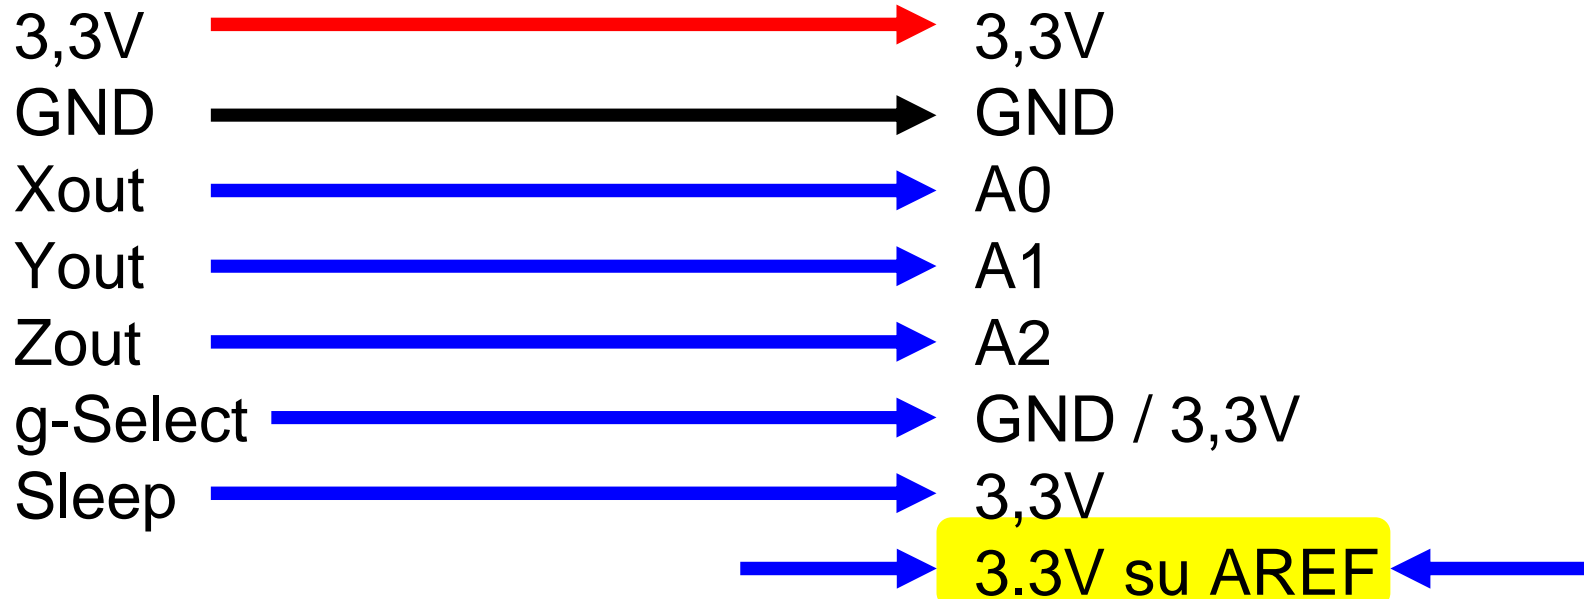 3,3V 3,3V
GND GND
Xout A0
Yout A1
Zout A2
g-Select GND / 3,3V
Sleep 3,3V
3.3V su AREF